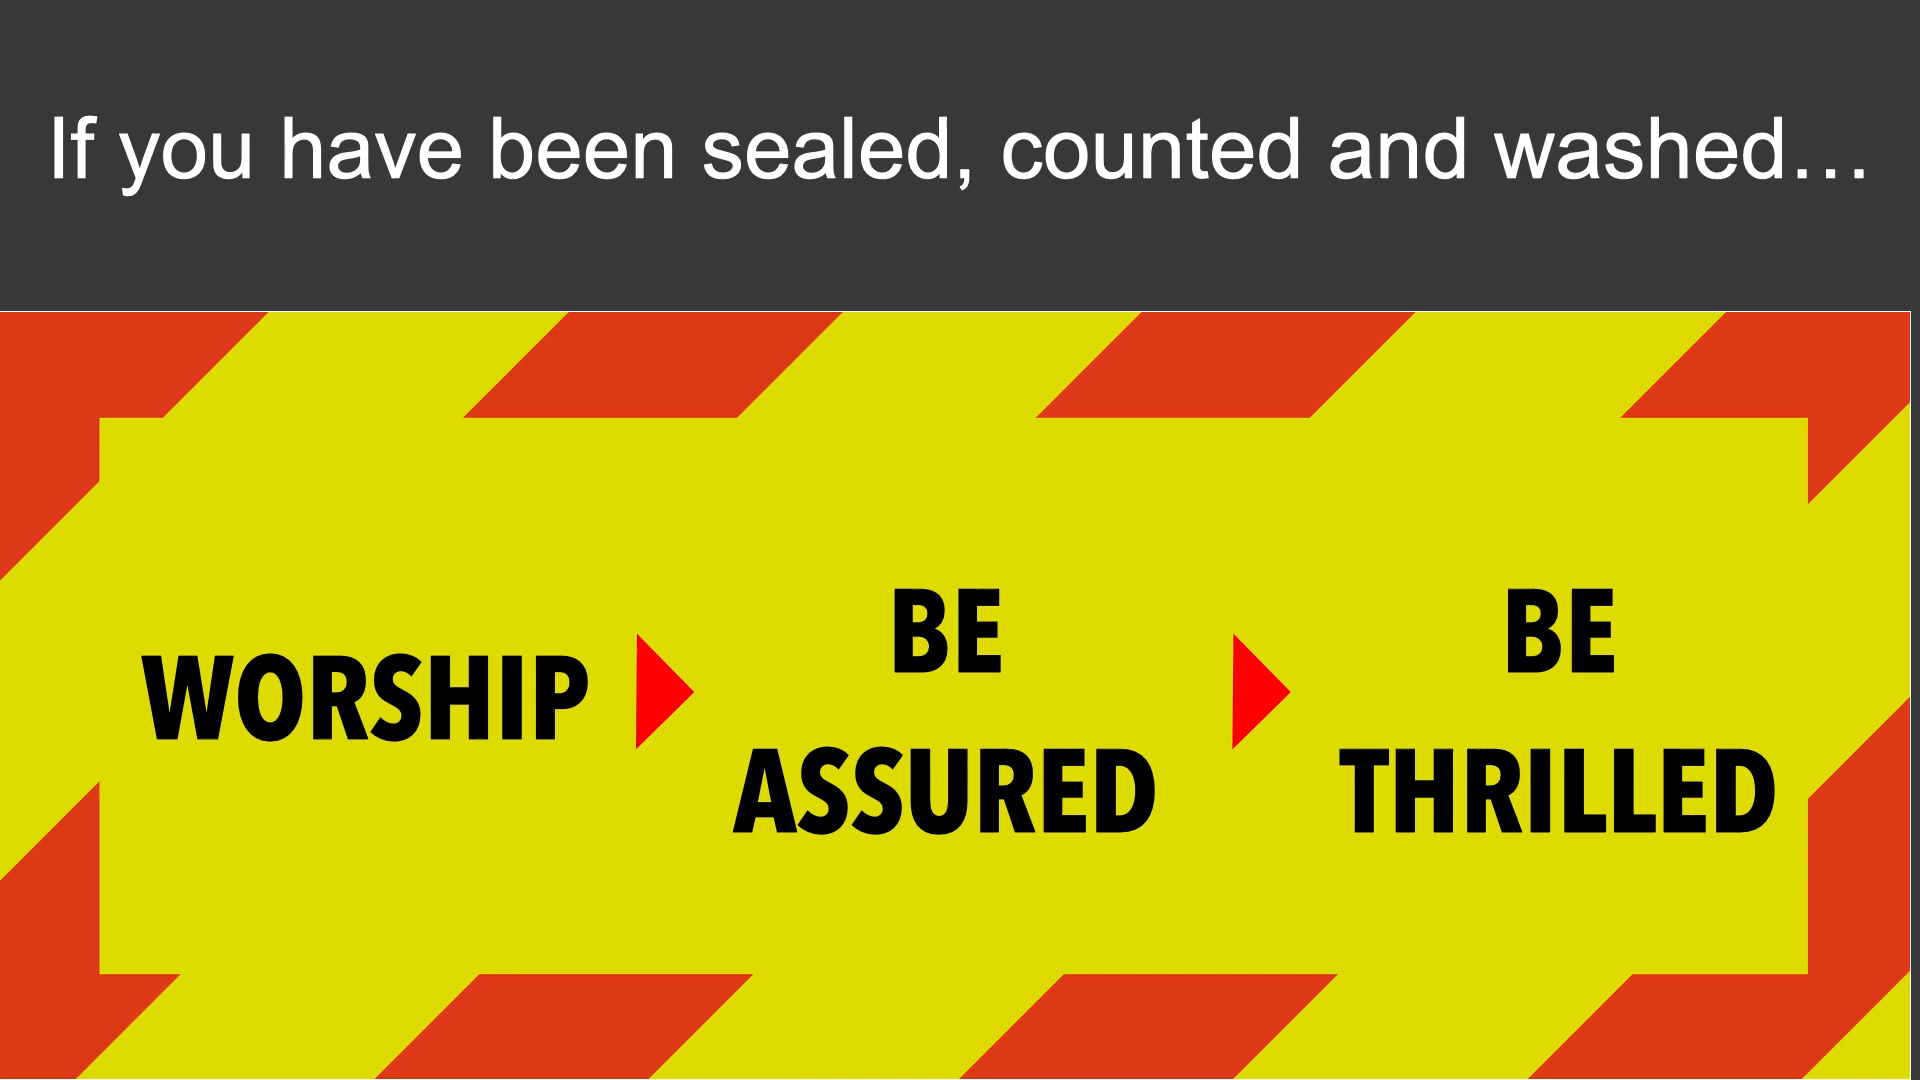 If you have been sealed, counted and washed…
WORSHIP
BE
ASSURED
BE
THRILLED